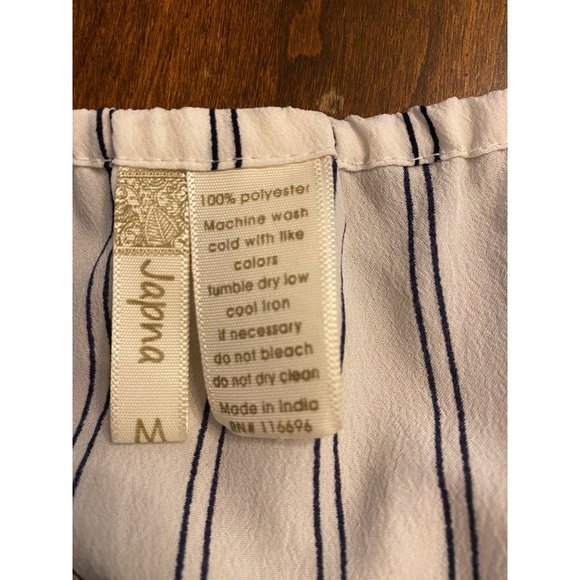 Japna
M
100% polyester
Machine wash
cold with like
colors
tumble dry low
cool iron
if necessary
do not bleach
do not dry clean
Made in India
RN# 116696